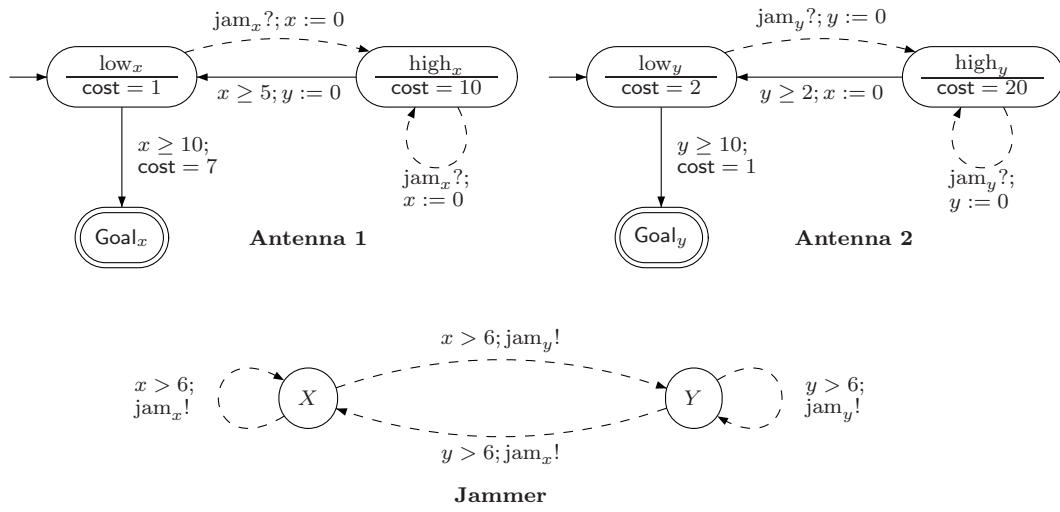 jam_x?; x := 0
low_x
cost = 1
high_x
cost = 10
x ≥ 5; y := 0
x ≥ 10;
cost = 7
jam_x?;
x := 0
Goal_x
Antenna 1
jam_y?; y := 0
low_y
cost = 2
high_y
cost = 20
y ≥ 2; x := 0
y ≥ 10;
cost = 1
jam_y?;
y := 0
Goal_y
Antenna 2
x > 6; jam_y!
x > 6;
jam_x!
X
Y
y > 6;
jam_y!
y > 6; jam_x!
Jammer